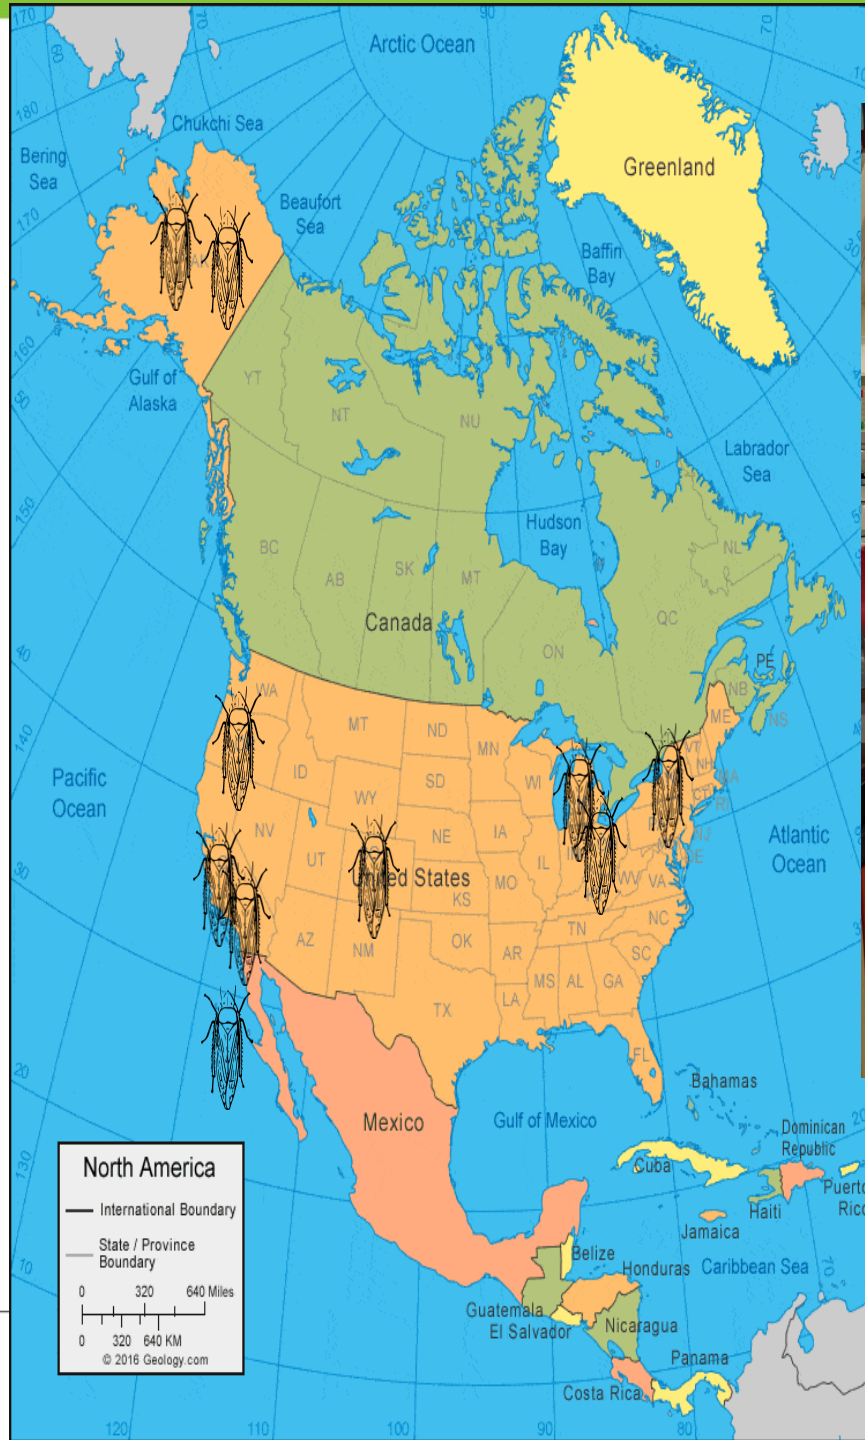 170
70
90
70
60
Arctic Ocean
180
Chukchi Sea
Bering
Sea
Greenland
170
Beaufort
Sea
Baffin
Bay
30
AK
160
Gulf of
Alaska
50
YT
NT
NU
150
Labrador
Sea
Hudson
Bay
BC
AB
SK
MT
NL
QC
Canada
ON
40
PE
NB
NS
WA
ME
140
MT
ND
MN
VT
NH
MA
CT
RI
ID
SD
WI
Pacific
Ocean
WY
NV
NE
IA
NJ
DE
Atlantic
Ocean
UT
IL
30
United States
MO
WV
VA
KS
NC
AZ
NM
OK
AR
TN
SC
MS
AL
GA
LA
TX
FL
20
Bahamas
Mexico
Gulf of Mexico
Dominican
Republic
130
Cuba
Haiti
Puerto
Rico
Jamaica
North America
International Boundary
State / Province
Boundary
0 320 640 Miles
0 320 640 KM
© 2016 Geology.com
10
Belize
Honduras
Caribbean Sea
70
Guatemala
El Salvador
Nicaragua
Panama
Costa Rica
120
110
100
90
80